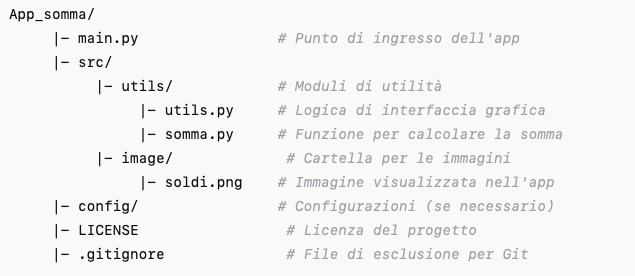 App_somma/
|– main.py # Punto di ingresso dell'app
|– src/
|– utils/ # Moduli di utilità
|– utils.py # Logica di interfaccia grafica
|– somma.py # Funzione per calcolare la somma
|– image/ # Cartella per le immagini
|– soldi.png # Immagine visualizzata nell'app
|– config/ # Configurazioni (se necessario)
|– LICENSE # Licenza del progetto
|– .gitignore # File di esclusione per Git